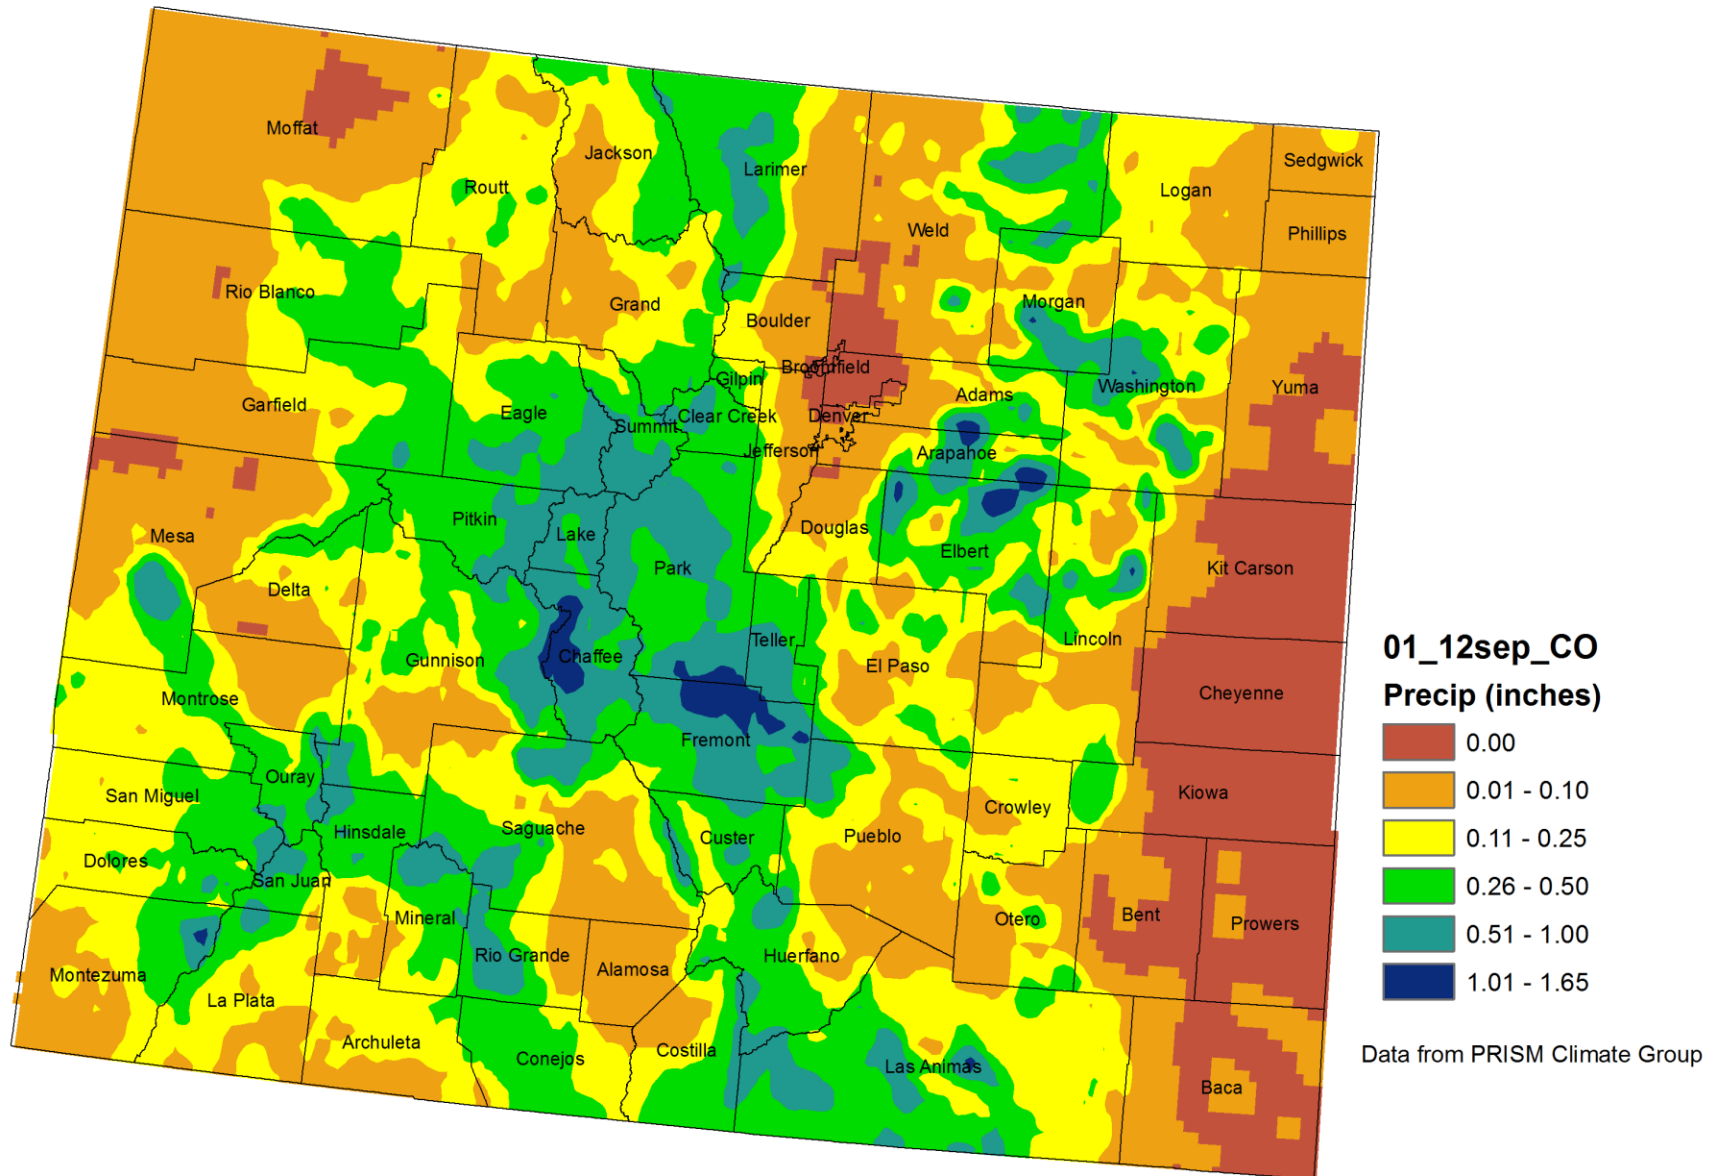 Moffat
Jackson
Larimer
Sedgwick
Routt
Logan
Phillips
Weld
Rio Blanco
Grand
Morgan
Boulder
Broomfield
Gilpin
Washington
Yuma
Garfield
Eagle
Adams
Clear Creek
Denver
Summit
Jefferson
Arapahoe
Pitkin
Mesa
Lake
Douglas
Elbert
Park
Kit Carson
Delta
Lincoln
Teller
Gunnison
Chaffee
El Paso
Cheyenne
Montrose
Fremont
Ouray
San Miguel
Kiowa
Crowley
Hinsdale
Saguache
Custer
Pueblo
Dolores
San Juan
Mineral
Otero
Bent
Prowers
Rio Grande
Huerfano
Montezuma
Alamosa
La Plata
Archuleta
Conejos
Costilla
Las Animas
Baca
01_12sep_CO
Precip (inches)
0.00
0.01 - 0.10
0.11 - 0.25
0.26 - 0.50
0.51 - 1.00
1.01 - 1.65
Data from PRISM Climate Group